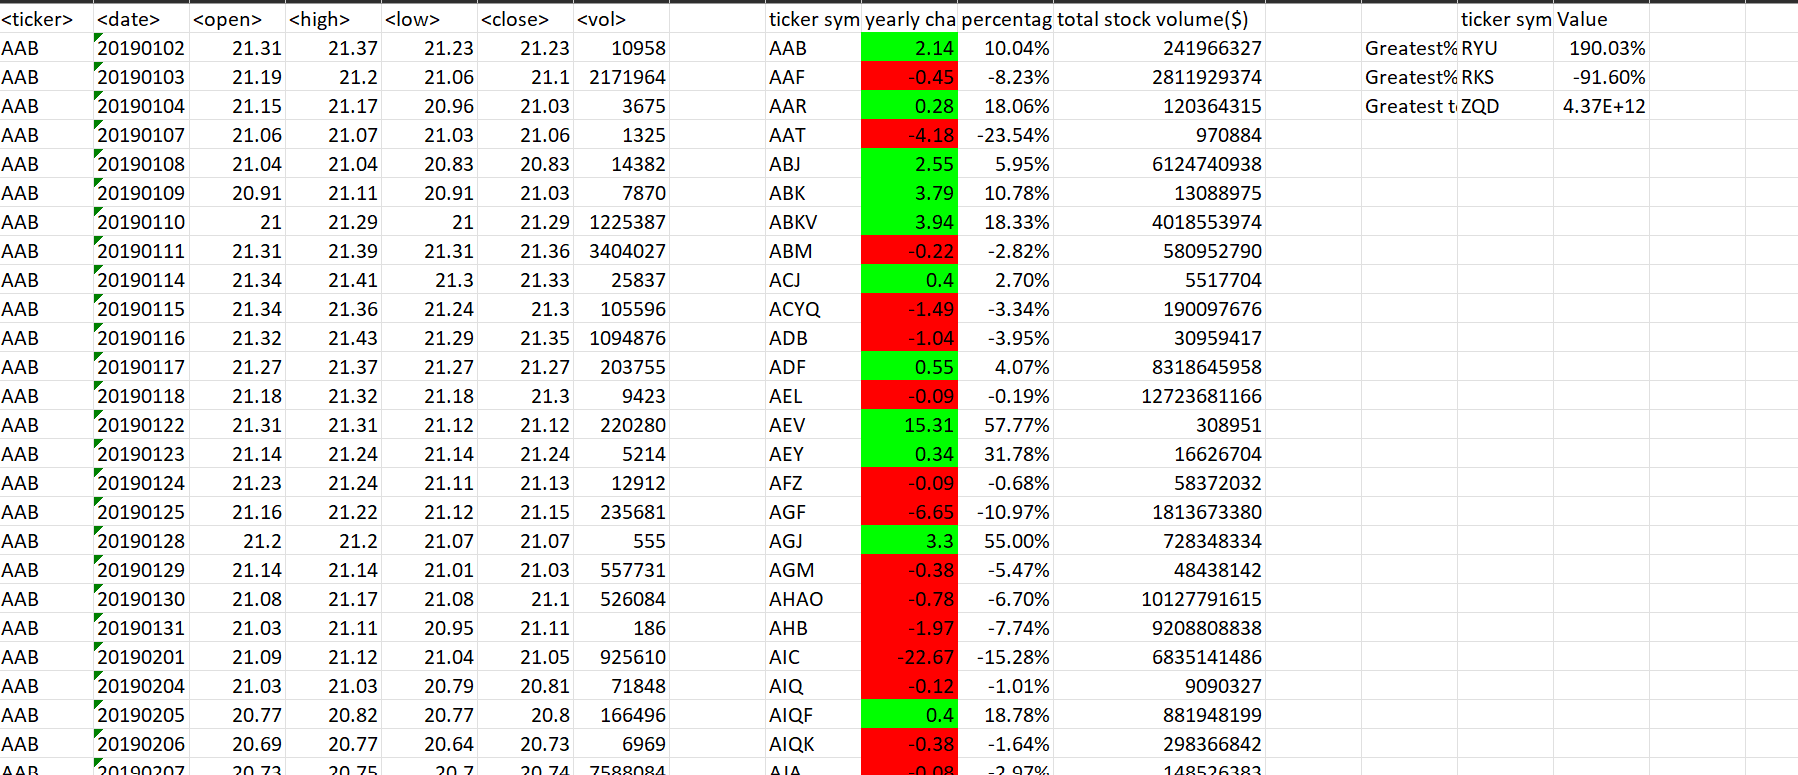 <ticker> <date> <open> <high> <low> <close> <vol> ticker sym yearly cha percentag total stock volume($) ticker sym Value
AAB 20190102 21.31 21.37 21.23 21.23 10958 AAB 2.14 10.04% 241966327 Greatest% RYU 190.03%
AAB 20190103 21.19 21.2 21.06 21.1 2171964 AAF -0.45 -8.23% 2811929374 Greatest% RKS -91.60%
AAB 20190104 21.15 21.17 20.96 21.03 3675 AAR 0.28 18.06% 120364315 Greatest to ZQD 4.37E+12
AAB 20190107 21.06 21.07 21.03 21.06 1325 AAT -4.18 -23.54% 970884
AAB 20190108 21.04 21.04 20.83 20.83 14382 ABJ 2.55 5.95% 6124740938
AAB 20190109 20.91 21.11 20.91 21.03 7870 ABK 3.79 10.78% 13088975
AAB 20190110 21 21.29 21 21.29 1225387 ABKV 3.94 18.33% 4018553974
AAB 20190111 21.31 21.39 21.31 21.36 3404027 ABM -0.22 -2.82% 580952790
AAB 20190114 21.34 21.41 21.3 21.33 25837 ACJ 0.4 2.70% 5517704
AAB 20190115 21.34 21.36 21.24 21.3 105596 ACYQ -1.49 -3.34% 190097676
AAB 20190116 21.32 21.43 21.29 21.35 1094876 ADB -1.04 -3.95% 30959417
AAB 20190117 21.27 21.37 21.27 21.27 203755 ADF 0.55 4.07% 8318645958
AAB 20190118 21.18 21.32 21.18 21.3 9423 AEL -0.09 -0.19% 12723681166
AAB 20190122 21.31 21.31 21.12 21.12 220280 AEV 15.31 57.77% 308951
AAB 20190123 21.14 21.24 21.14 21.24 5214 AEY 0.34 31.78% 16626704
AAB 20190124 21.23 21.24 21.11 21.13 12912 AFZ -0.09 -0.68% 58372032
AAB 20190125 21.16 21.22 21.12 21.15 235681 AGF -6.65 -10.97% 1813673380
AAB 20190128 21.2 21.2 21.07 21.07 555 AGJ 3.3 55.00% 728348334
AAB 20190129 21.14 21.14 21.01 21.03 557731 AGM -0.38 -5.47% 48438142
AAB 20190130 21.08 21.17 21.08 21.1 526084 AHAO -0.78 -6.70% 10127791615
AAB 20190131 21.03 21.11 20.95 21.11 186 AHB -1.97 -7.74% 9208808838
AAB 20190201 21.09 21.12 21.04 21.05 925610 AIC -22.67 -15.28% 6835141486
AAB 20190204 21.03 21.03 20.79 20.81 71848 AIQ -0.12 -1.01% 9090327
AAB 20190205 20.77 20.82 20.77 20.8 166496 AIQF 0.4 18.78% 881948199
AAB 20190206 20.69 20.77 20.64 20.73 6969 AIQK -0.38 -1.64% 298366842
AAB 20190207 20.73 20.75 20.7 20.74 7588084 AJA -0.08 -2.97% 148526383